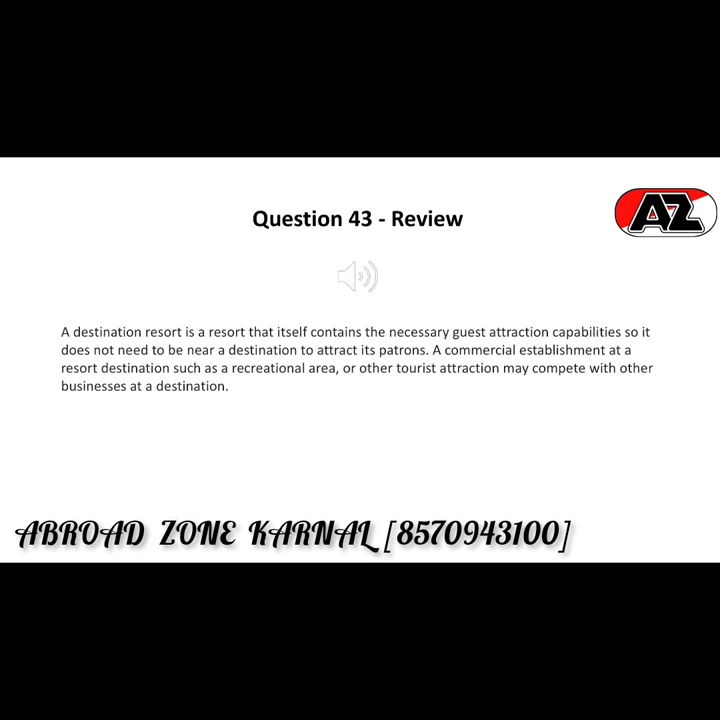 Question 43 - Review
AZ
A destination resort is a resort that itself contains the necessary guest attraction capabilities so it
does not need to be near a destination to attract its patrons. A commercial establishment at a
resort destination such as a recreational area, or other tourist attraction may compete with other
businesses at a destination.
ABROAD ZONE KARNAL [8570943100]